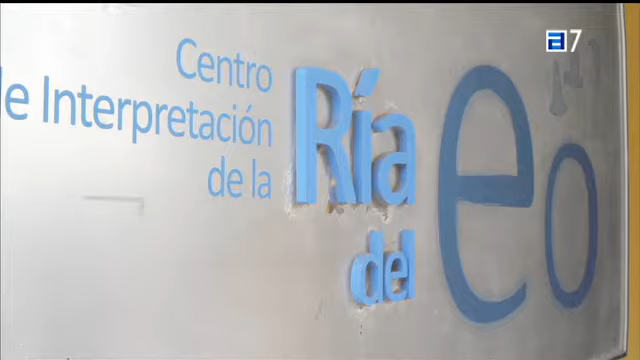 Centro
e Interpretación
de la
Ría
del
eo
a7